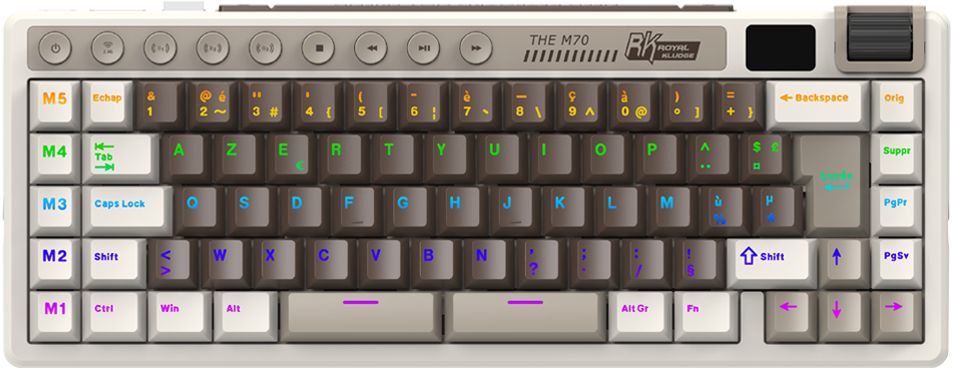 2.4G
THE M70
RK ROYAL KLUDGE
M5 Echap & @ é " ' ( - è _ ç à ) = ← Backspace Orig
1 2 ~ 3 # 4 { 5 [ 6 ¦ 7 ` 8 \ 9 ^ 0 @ ° ] + }
M4 Tab A Z E € R T Y U I O P ^ ¨ $ £ ¤ Entrée Suppr
M3 Caps Lock Q S D F G H J K L M ù % µ * PgPr
M2 Shift < > W X C V B N ' ? ; . : / ! § ⇧ Shift ↑ PgSv
M1 Ctrl Win Alt Alt Gr Fn ← ↓ →